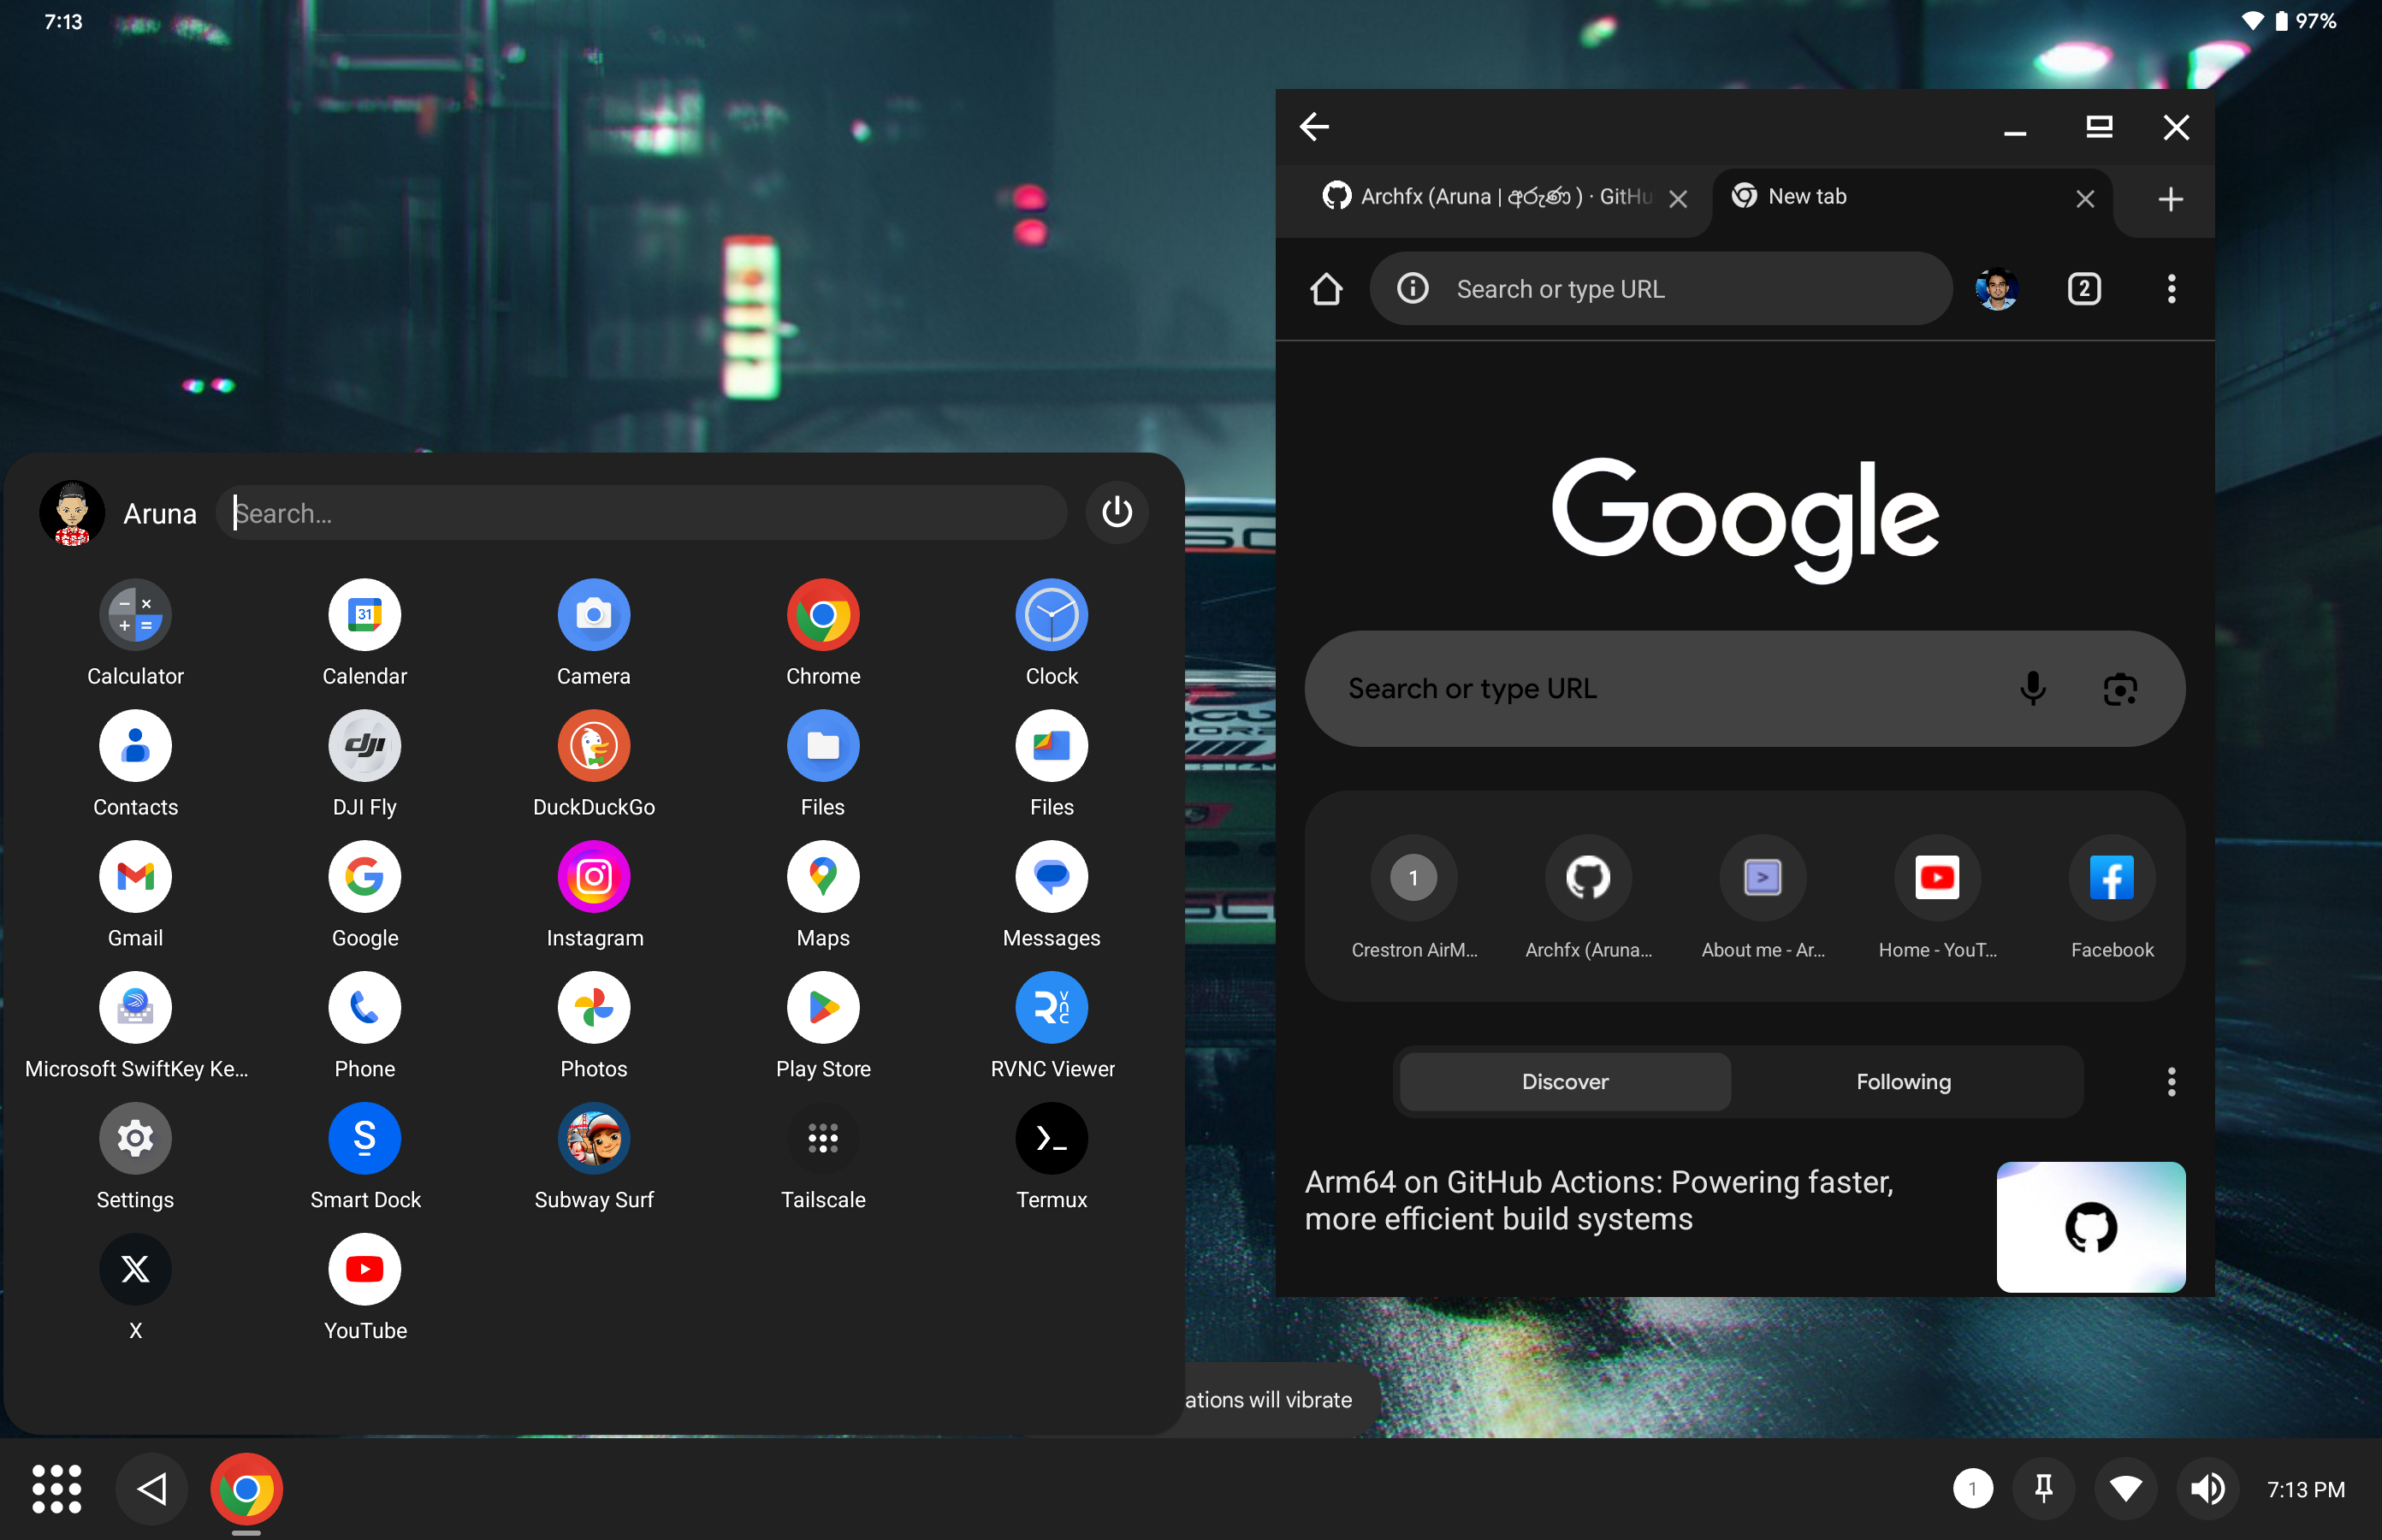 7:13
97%
Archfx (Aruna | අරුණ ) · GitHu
New tab
Search or type URL
2
Google
Search or type URL
1
Crestron AirM...
Archfx (Aruna...
About me - Ar...
Home - YouT...
Facebook
Discover
Following
Arm64 on GitHub Actions: Powering faster,
more efficient build systems
Aruna
Search...
31
Calculator
Calendar
Camera
Chrome
Clock
dji
Contacts
DJI Fly
DuckDuckGo
Files
Files
Gmail
Google
Instagram
Maps
Messages
Microsoft SwiftKey Ke...
Phone
Photos
Play Store
RVNC Viewer
Settings
Smart Dock
Subway Surf
Tailscale
Termux
X
YouTube
ations will vibrate
1
7:13 PM